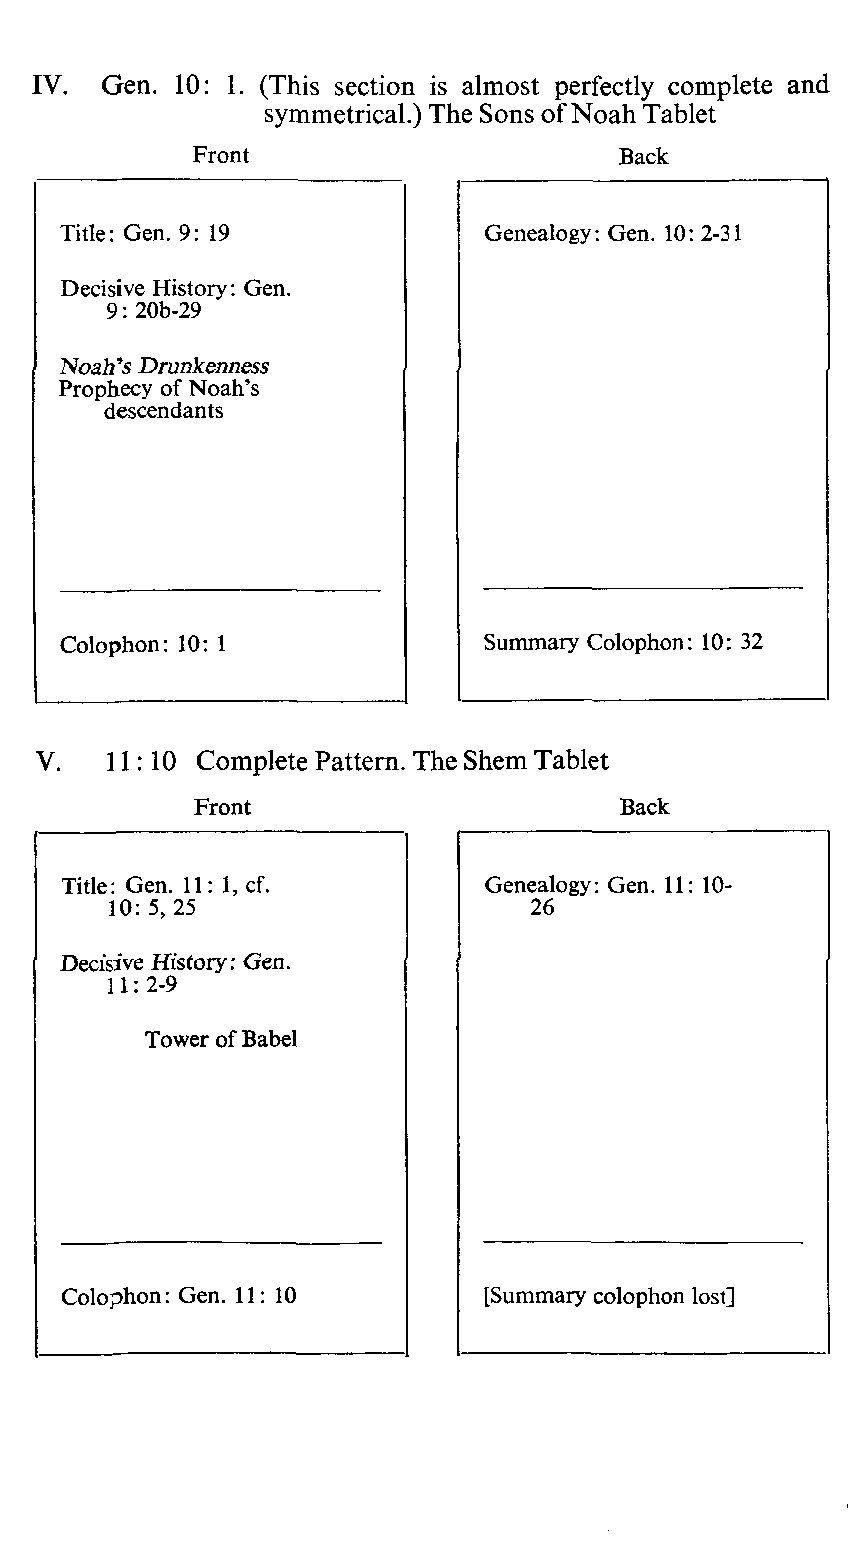 IV. Gen. 10: 1. (This section is almost perfectly complete and
symmetrical.) The Sons of Noah Tablet
Front
Title: Gen. 9: 19
Decisive History: Gen.
9: 20b-29
Noah's Drunkenness
Prophecy of Noah's
descendants
Colophon: 10: 1
Back
Genealogy: Gen. 10: 2-31
Summary Colophon: 10: 32
V. 11: 10 Complete Pattern. The Shem Tablet
Front
Title: Gen. 11: 1, cf.
10: 5, 25
Decisive History: Gen.
11: 2-9
Tower of Babel
Colophon: Gen. 11: 10
Back
Genealogy: Gen. 11: 10-
26
[Summary colophon lost]